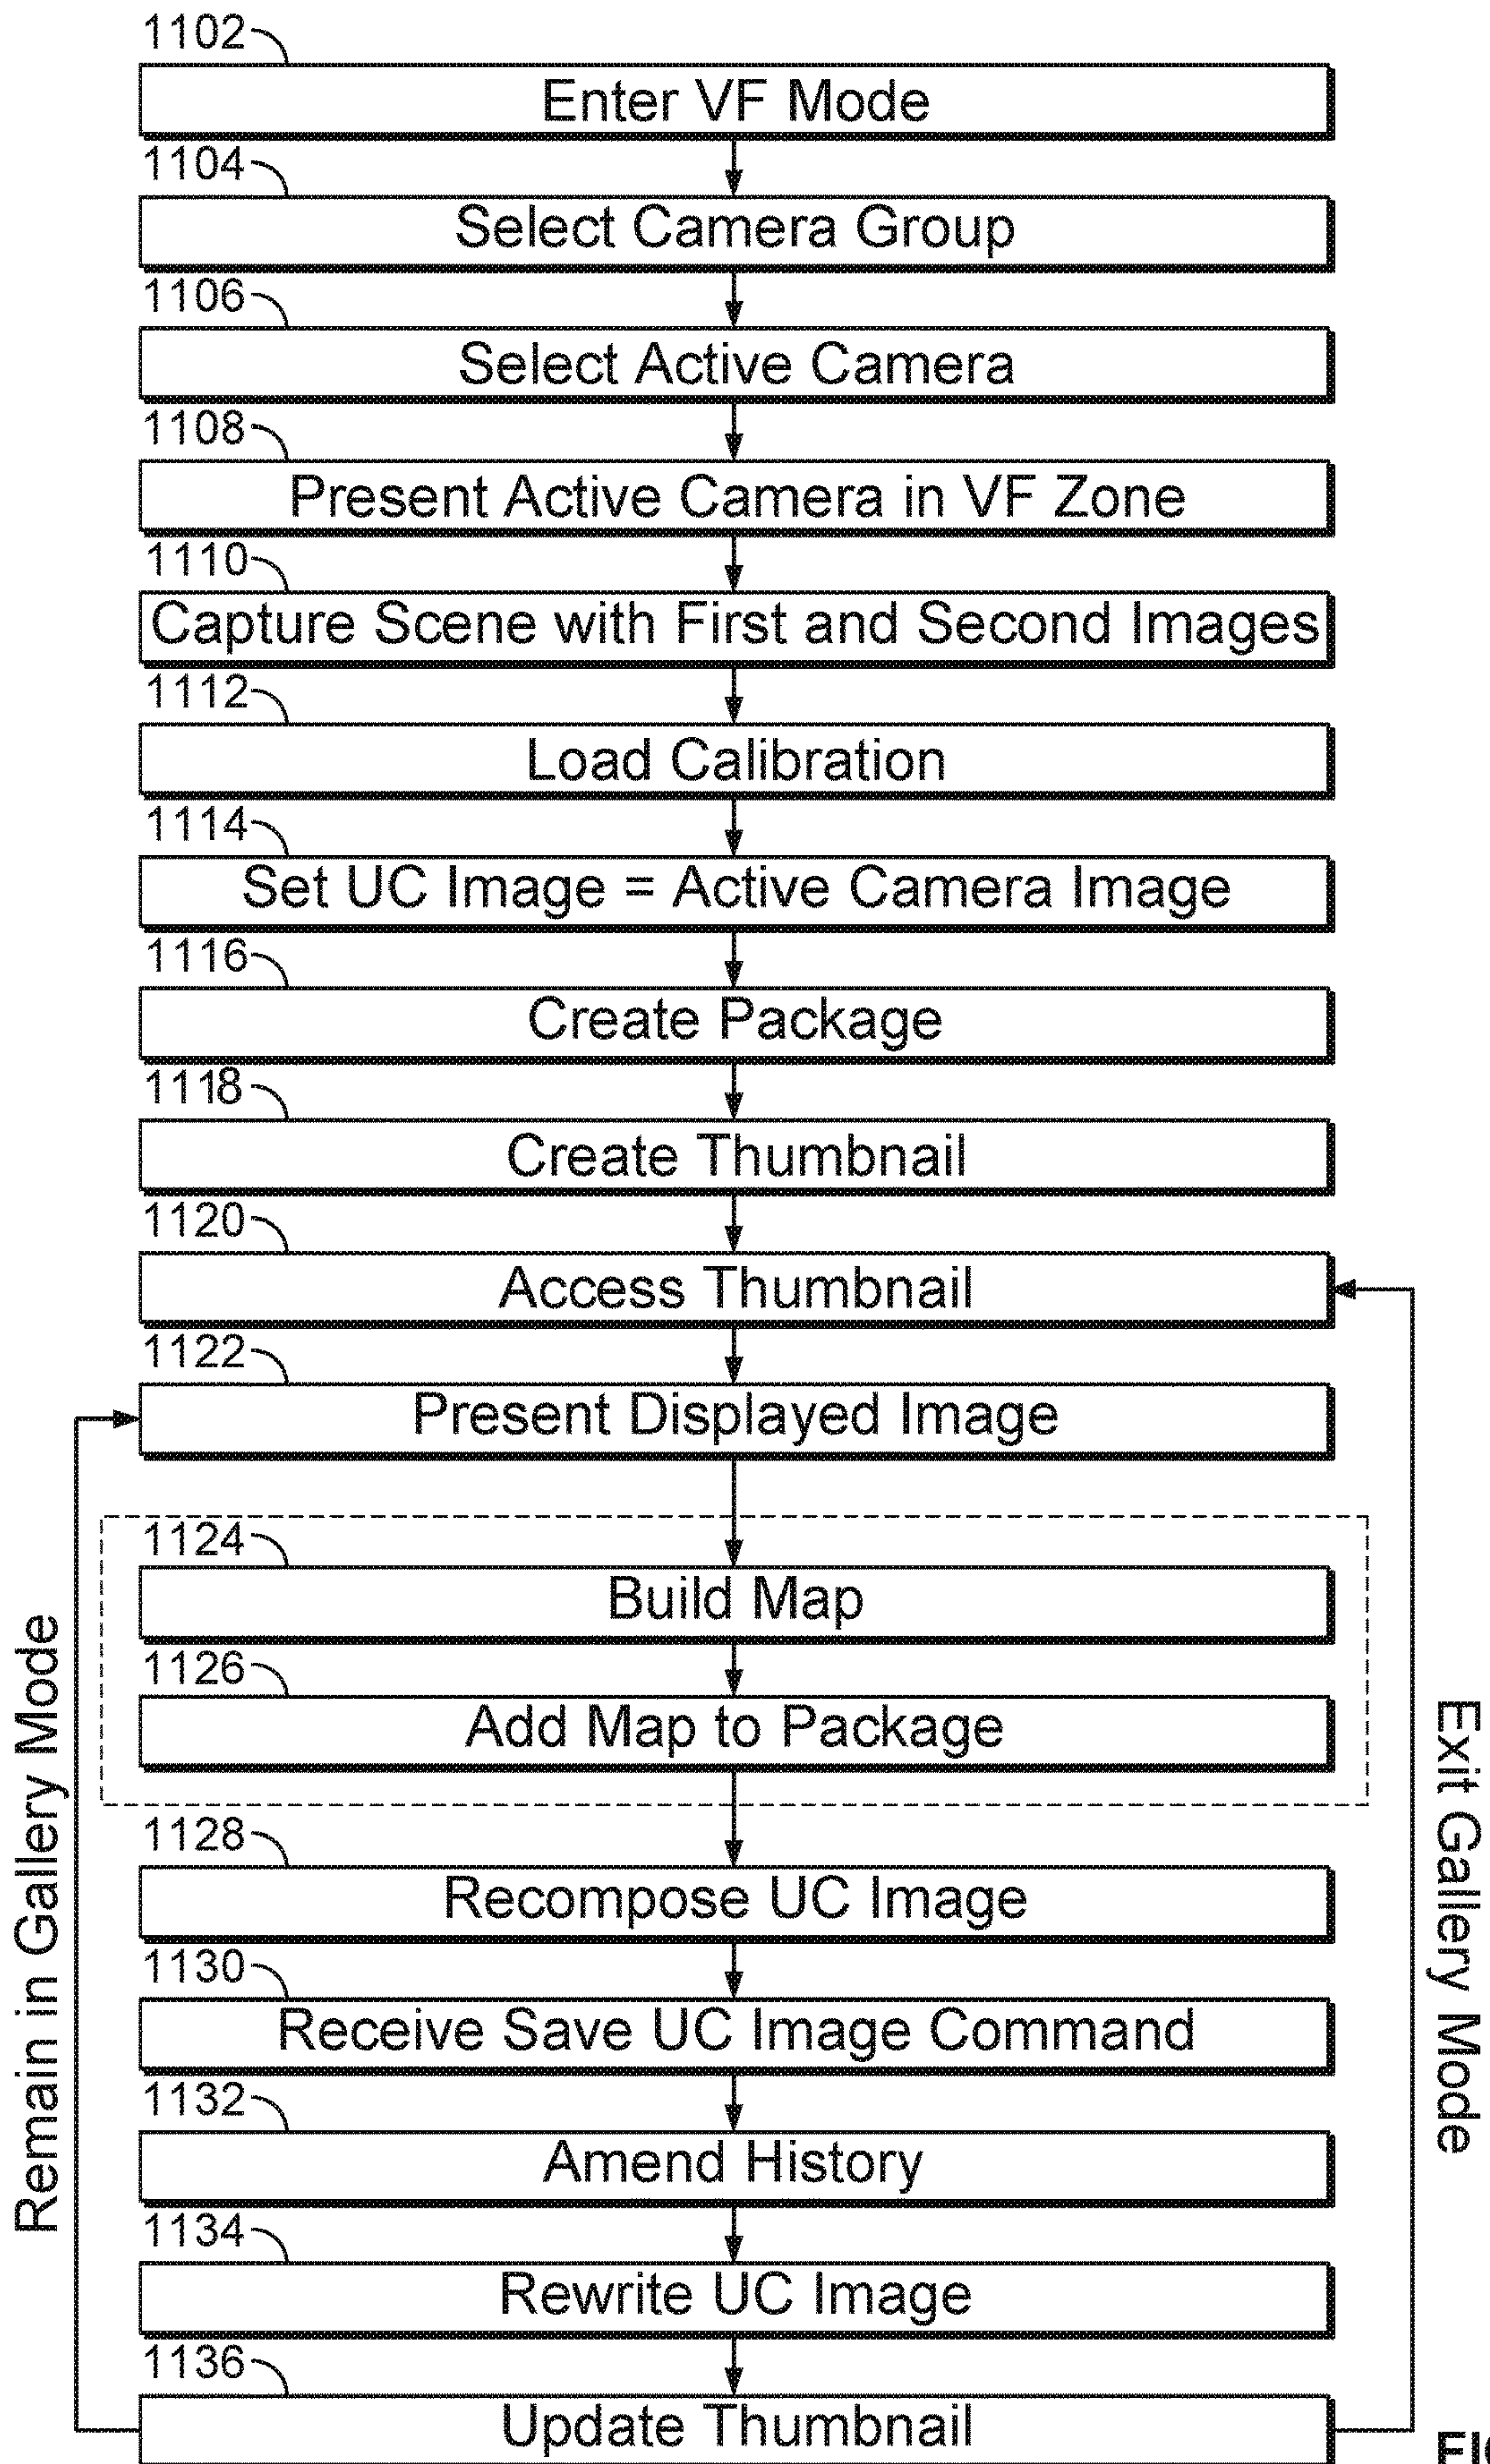 1102
Enter VF Mode
1104
Select Camera Group
1106
Select Active Camera
1108
Present Active Camera in VF Zone
1110
Capture Scene with First and Second Images
1112
Load Calibration
1114
Set UC Image = Active Camera Image
1116
Create Package
1118
Create Thumbnail
1120
Access Thumbnail
1122
Present Displayed Image
1124
Build Map
1126
Add Map to Package
1128
Recompose UC Image
1130
Receive Save UC Image Command
1132
Amend History
1134
Rewrite UC Image
1136
Update Thumbnail
Remain in Gallery Mode
Exit Gallery Mode